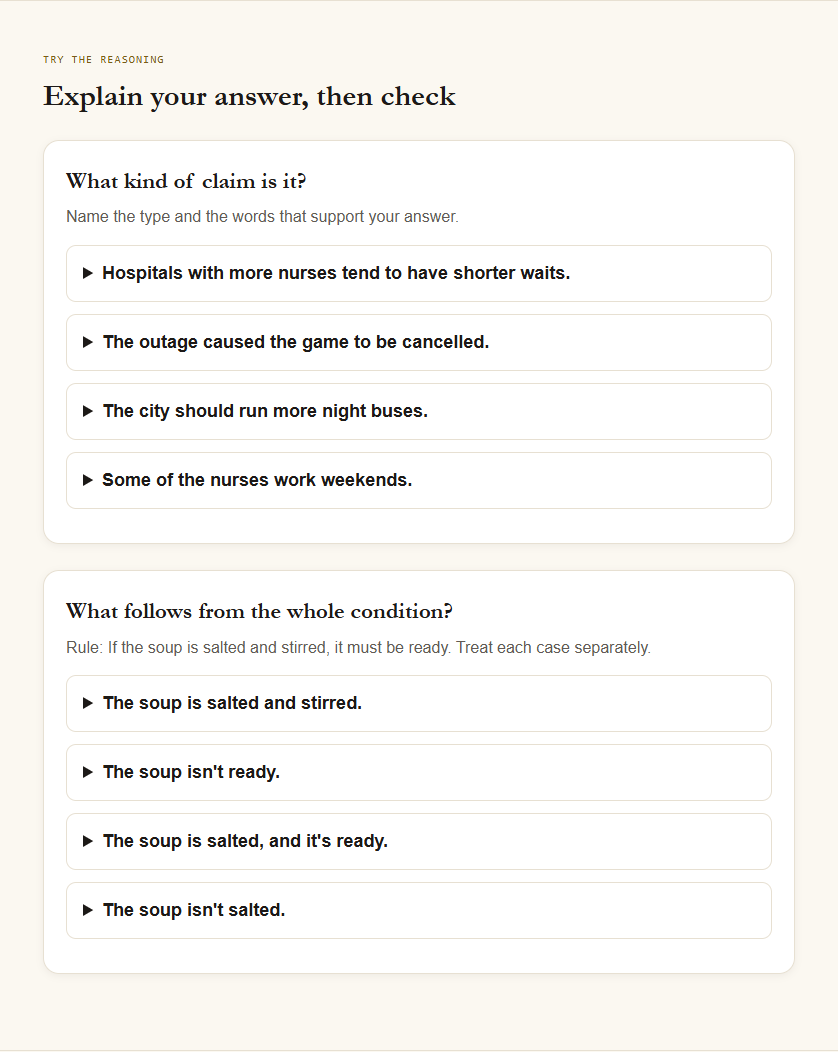 TRY THE REASONING
Explain your answer, then check
What kind of claim is it?
Name the type and the words that support your answer.
Hospitals with more nurses tend to have shorter waits.
The outage caused the game to be cancelled.
The city should run more night buses.
Some of the nurses work weekends.
What follows from the whole condition?
Rule: If the soup is salted and stirred, it must be ready. Treat each case separately.
The soup is salted and stirred.
The soup isn't ready.
The soup is salted, and it's ready.
The soup isn't salted.